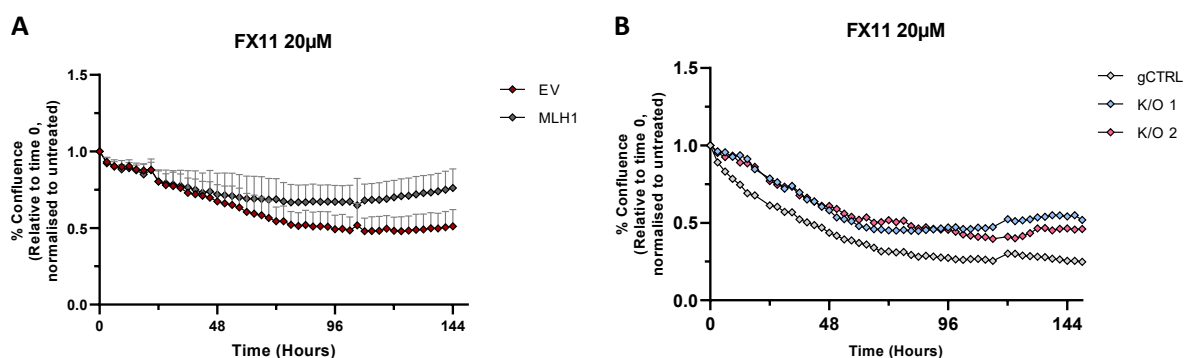 A
FX11 20µM
% Confluence
(Relative to time 0,
normalised to untreated)
1.5
1.0
0.5
0.0
0
48
96
144
Time (Hours)
EV
MLH1
B
FX11 20µM
% Confluence
(Relative to time 0,
normalised to untreated)
1.5
1.0
0.5
0.0
0
48
96
144
Time (Hours)
gCTRL
K/O 1
K/O 2